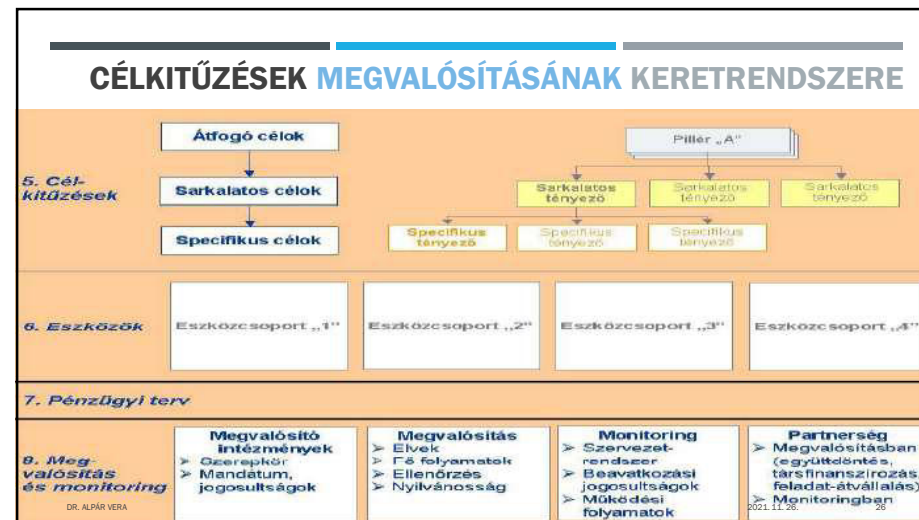 CÉLKITŰZÉSEK MEGVALÓSÍTÁSÁNAK KERETRENDSZERE
5. Cél-
kitűzések
Átfogó célok
Sarkalatos célok
Specifikus célok
Pillér „A"
Sarkalatos
tényező
Sarkalatos
tényező
Sarkalatos
tényező
Specifikus
tényező
Specifikus
tényező
Specifikus
tényező
6. Eszközök
Eszközcsoport „1"
Eszközcsoport „2"
Eszközcsoport „3"
Eszközcsoport „4"
7. Pénzügyi terv
8. Meg-
valósítás
és monitoring
Megvalósító
intézmények
➢ Szerepkör
➢ Mandátum,
jogosultságok
Megvalósítás
➢ Elvek
➢ Fő folyamatok
➢ Ellenőrzés
➢ Nyilvánosság
Monitoring
➢ Szervezet-
rendszer
➢ Beavatkozási
jogosultságok
➢ Működési
folyamatok
Partnerség
➢ Megvalósításban
(együttdöntés,
társfinanszírozás,
feladat-átvállalás)
➢ Monitoringban
DR. ALPÁR VERA
2021. 11. 26.
26